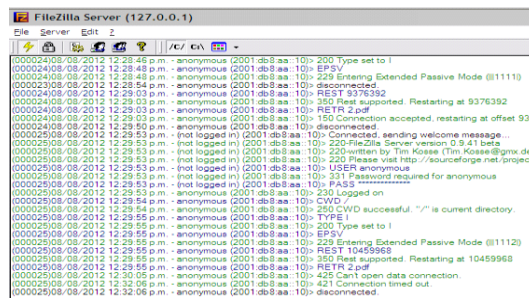 FileZilla Server (127.0.0.1)
File Server Edit ?
/C/ C:\
(000024)08/08/2012 12:28:46 p.m. - anonymous (2001:db8:aa::10)> 200 Type set to I
(000024)08/08/2012 12:28:46 p.m. - anonymous (2001:db8:aa::10)> EPSV
(000024)08/08/2012 12:28:46 p.m. - anonymous (2001:db8:aa::10)> 229 Entering Extended Passive Mode (|||1111|)
(000023)08/08/2012 12:28:54 p.m. - anonymous (2001:db8:aa::10)> disconnected.
(000024)08/08/2012 12:29:03 p.m. - anonymous (2001:db8:aa::10)> REST 9376392
(000024)08/08/2012 12:29:03 p.m. - anonymous (2001:db8:aa::10)> 350 Rest supported. Restarting at 9376392
(000024)08/08/2012 12:29:03 p.m. - anonymous (2001:db8:aa::10)> RETR 2.pdf
(000024)08/08/2012 12:29:03 p.m. - anonymous (2001:db8:aa::10)> 150 Connection accepted, restarting at offset 93
(000024)08/08/2012 12:29:50 p.m. - anonymous (2001:db8:aa::10)> disconnected.
(000025)08/08/2012 12:29:53 p.m. - (not logged in) (2001:db8:aa::10)> Connected, sending welcome message...
(000025)08/08/2012 12:29:53 p.m. - (not logged in) (2001:db8:aa::10)> 220-FileZilla Server version 0.9.41 beta
(000025)08/08/2012 12:29:53 p.m. - (not logged in) (2001:db8:aa::10)> 220-written by Tim Kosse (Tim.Kosse@gmx.de
(000025)08/08/2012 12:29:53 p.m. - (not logged in) (2001:db8:aa::10)> 220 Please visit http://sourceforge.net/projec
(000025)08/08/2012 12:29:53 p.m. - (not logged in) (2001:db8:aa::10)> USER anonymous
(000025)08/08/2012 12:29:53 p.m. - (not logged in) (2001:db8:aa::10)> 331 Password required for anonymous
(000025)08/08/2012 12:29:53 p.m. - (not logged in) (2001:db8:aa::10)> PASS **************
(000025)08/08/2012 12:29:53 p.m. - anonymous (2001:db8:aa::10)> 230 Logged on
(000025)08/08/2012 12:29:54 p.m. - anonymous (2001:db8:aa::10)> CWD /
(000025)08/08/2012 12:29:54 p.m. - anonymous (2001:db8:aa::10)> 250 CWD successful. "/" is current directory.
(000025)08/08/2012 12:29:55 p.m. - anonymous (2001:db8:aa::10)> TYPE I
(000025)08/08/2012 12:29:55 p.m. - anonymous (2001:db8:aa::10)> 200 Type set to I
(000025)08/08/2012 12:29:55 p.m. - anonymous (2001:db8:aa::10)> EPSV
(000025)08/08/2012 12:29:55 p.m. - anonymous (2001:db8:aa::10)> 229 Entering Extended Passive Mode (|||1112|)
(000025)08/08/2012 12:29:55 p.m. - anonymous (2001:db8:aa::10)> REST 10459968
(000025)08/08/2012 12:29:55 p.m. - anonymous (2001:db8:aa::10)> 350 Rest supported. Restarting at 10459968
(000025)08/08/2012 12:29:55 p.m. - anonymous (2001:db8:aa::10)> RETR 2.pdf
(000025)08/08/2012 12:30:05 p.m. - anonymous (2001:db8:aa::10)> 425 Can't open data connection.
(000025)08/08/2012 12:32:06 p.m. - anonymous (2001:db8:aa::10)> 421 Connection timed out.
(000025)08/08/2012 12:32:06 p.m. - anonymous (2001:db8:aa::10)> disconnected.